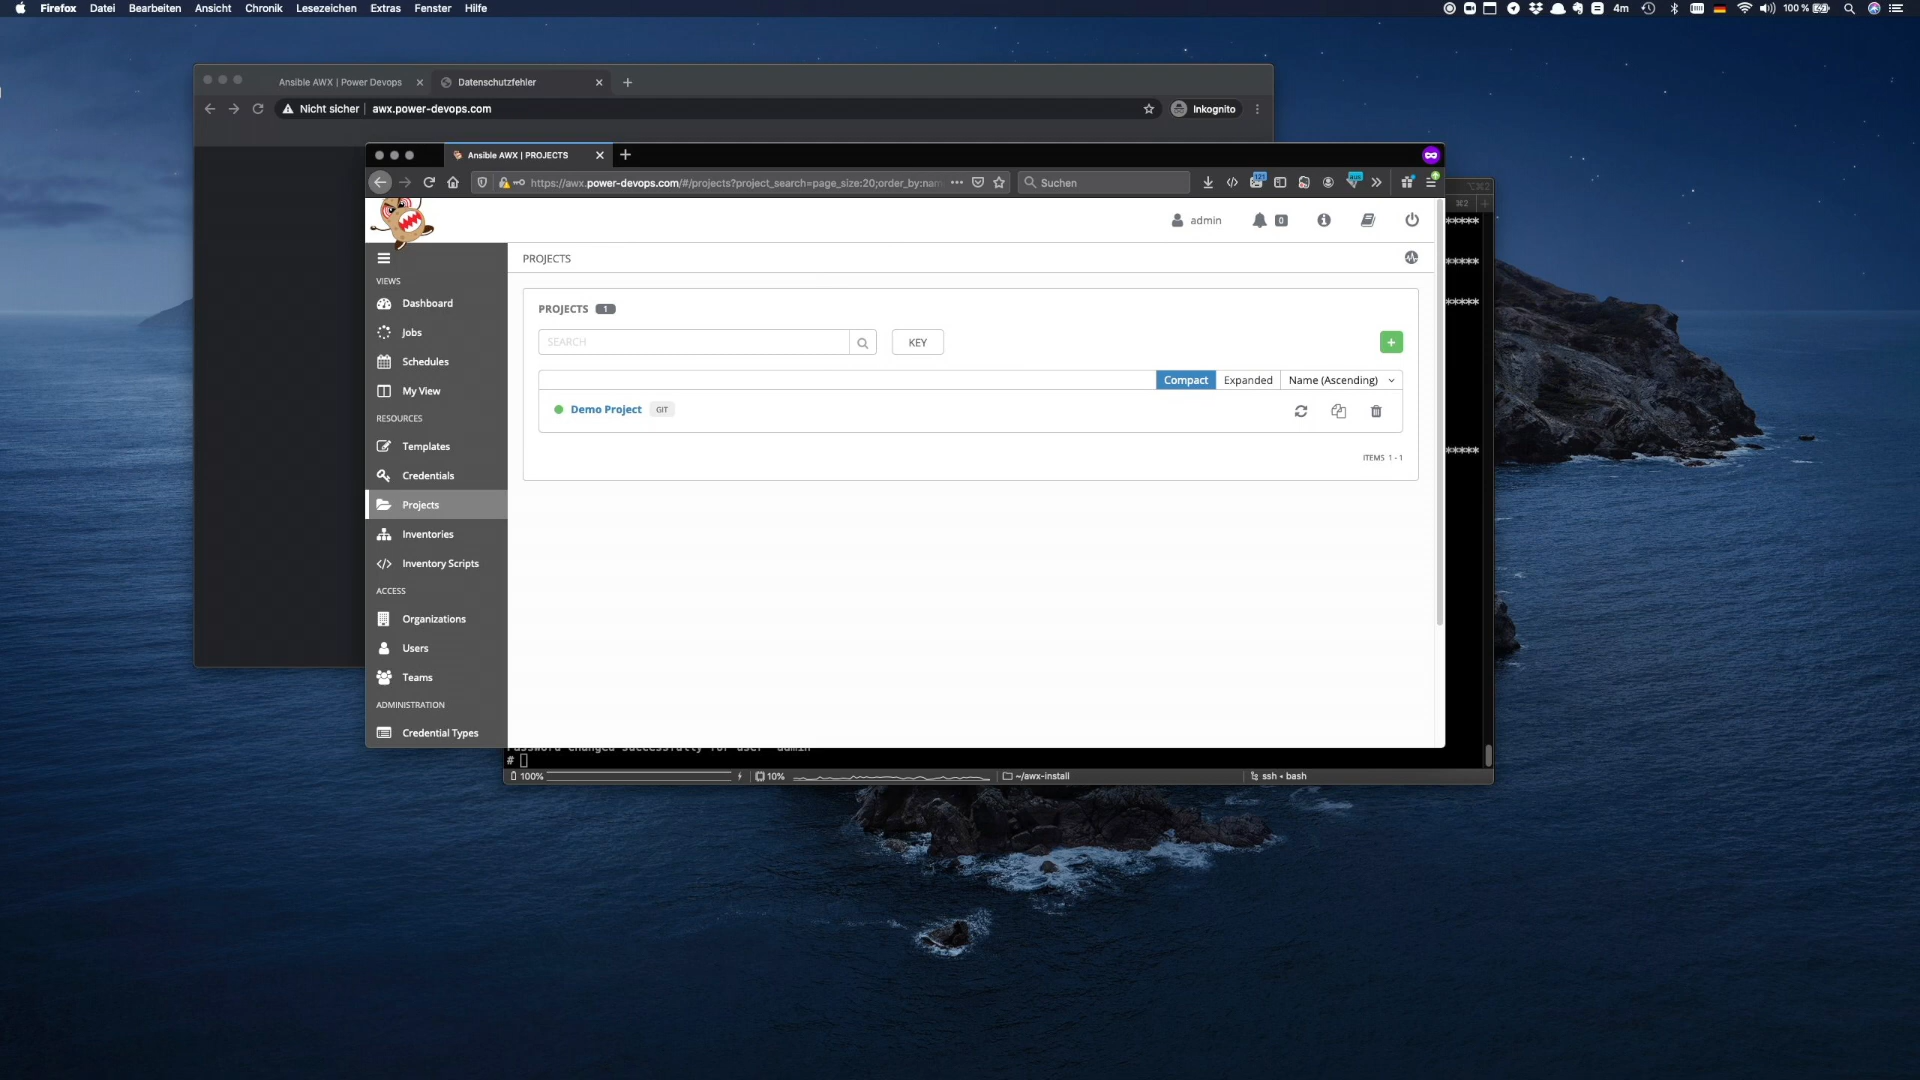 Firefox Datei Bearbeiten Ansicht Chronik Lesezeichen Extras Fenster Hilfe
4m 100 %
Ansible AWX | Power Devops
Datenschutzfehler
Nicht sicher awx.power-devops.com
Inkognito
Ansible AWX | PROJECTS
https://awx.power-devops.com/#/projects?project_search=page_size:20;order_by:nam
Suchen
⌥⌘2
⌘2
admin
0
*****
*****
*****
*****
PROJECTS
VIEWS
Dashboard
Jobs
Schedules
My View
RESOURCES
Templates
Credentials
Projects
Inventories
Inventory Scripts
ACCESS
Organizations
Users
Teams
ADMINISTRATION
Credential Types
PROJECTS 1
SEARCH
KEY
Compact Expanded Name (Ascending)
Demo Project GIT
ITEMS 1 - 1
#
100% 10% ~/awx-install ssh • bash